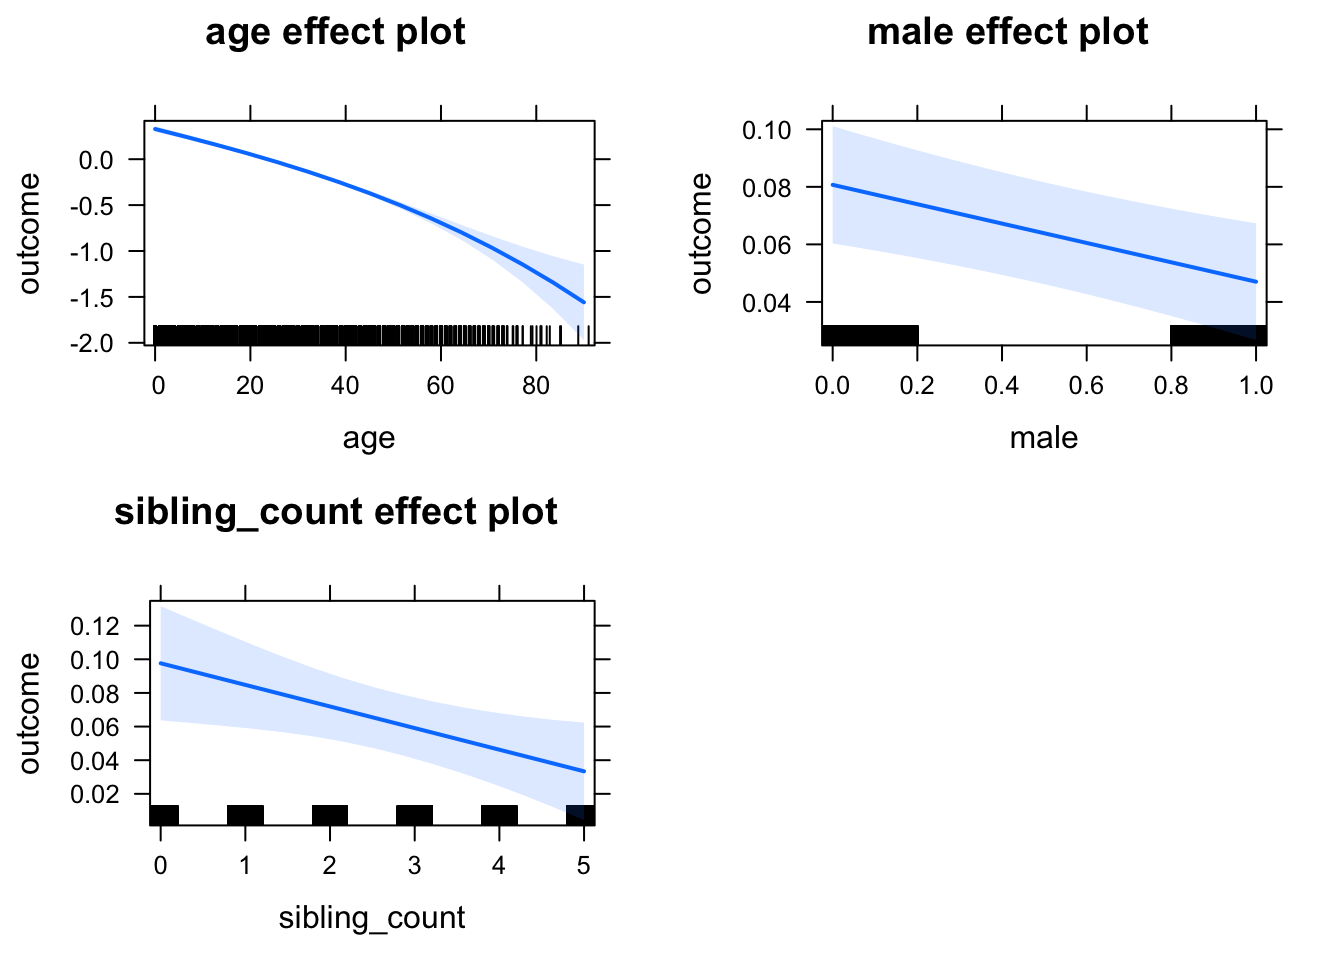 age effect plot
outcome
0.0
-0.5
-1.0
-1.5
-2.0
0 20 40 60 80
age
male effect plot
outcome
0.10
0.08
0.06
0.04
0.0 0.2 0.4 0.6 0.8 1.0
male
sibling_count effect plot
outcome
0.12
0.10
0.08
0.06
0.04
0.02
0 1 2 3 4 5
sibling_count